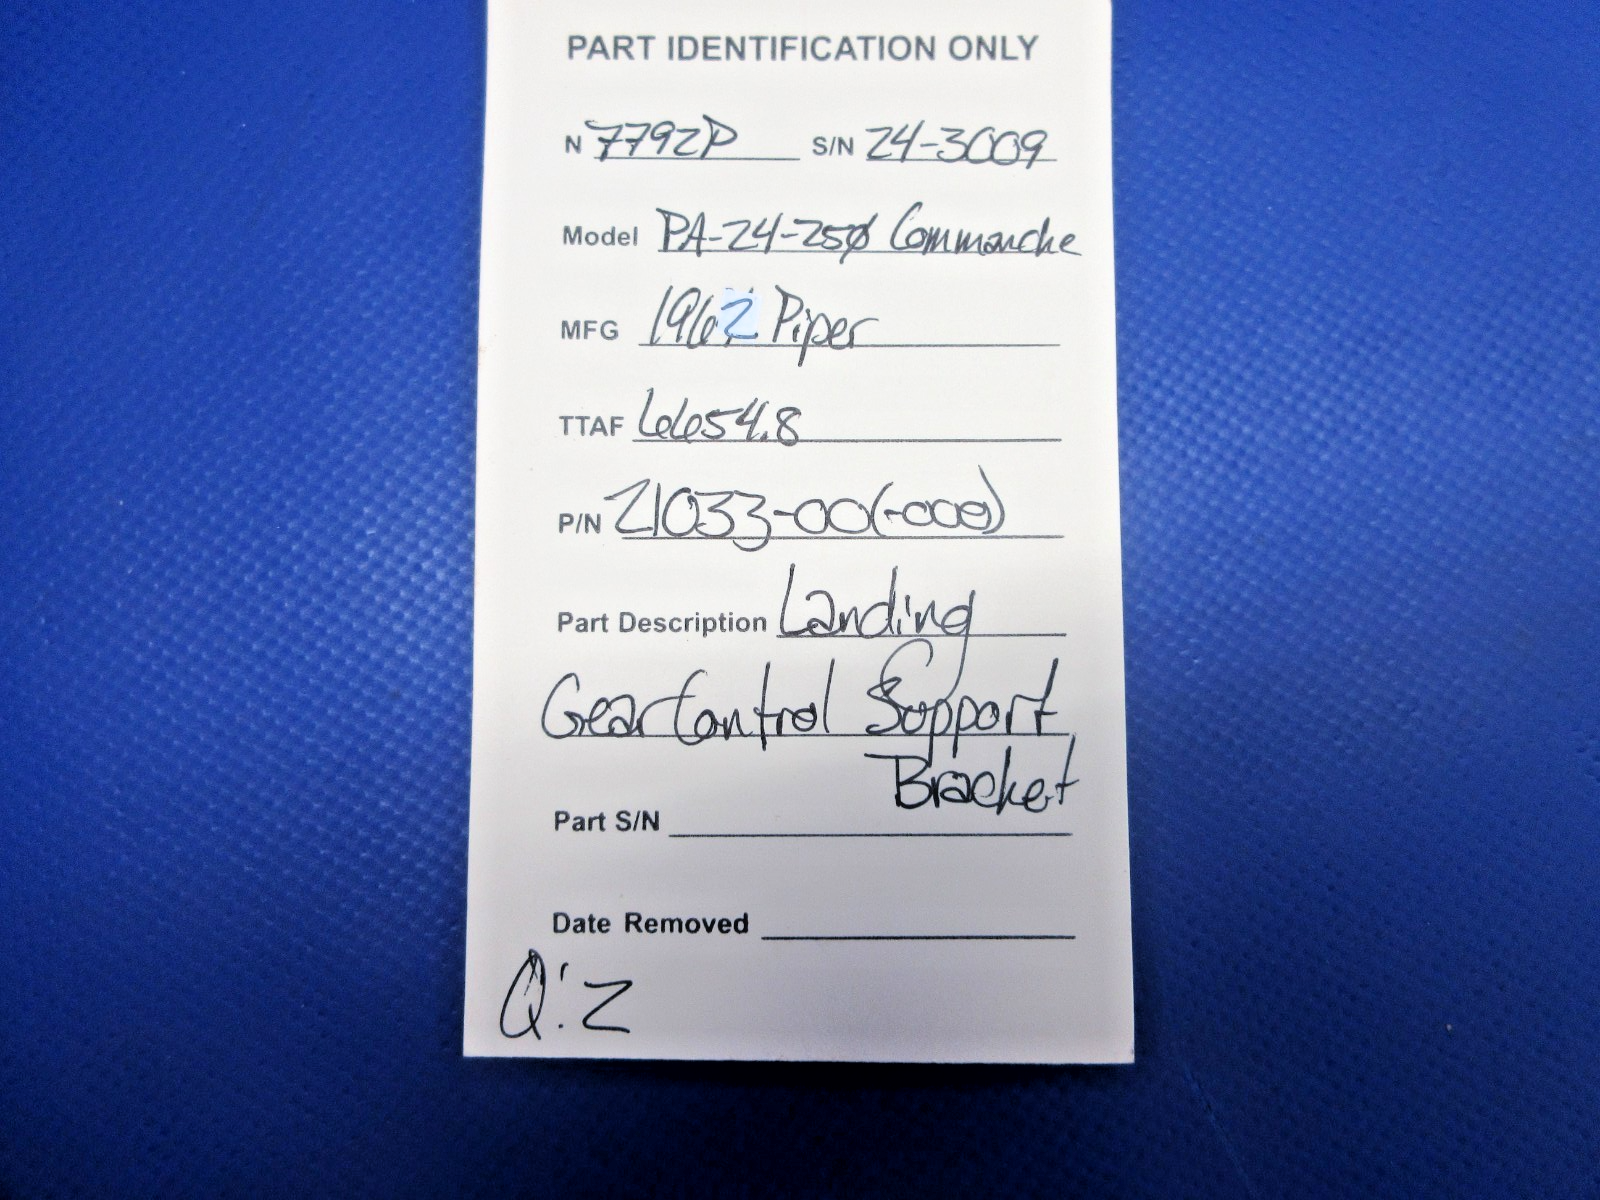 PART IDENTIFICATION ONLY
N 7792P S/N 24-3009
Model PA-24-250 Commanche
MFG 1962 Piper
TTAF 6654.8
P/N 21033-00(-000)
Part Description Landing
Gear Control Support
Bracket
Part S/N
Date Removed
Q:2